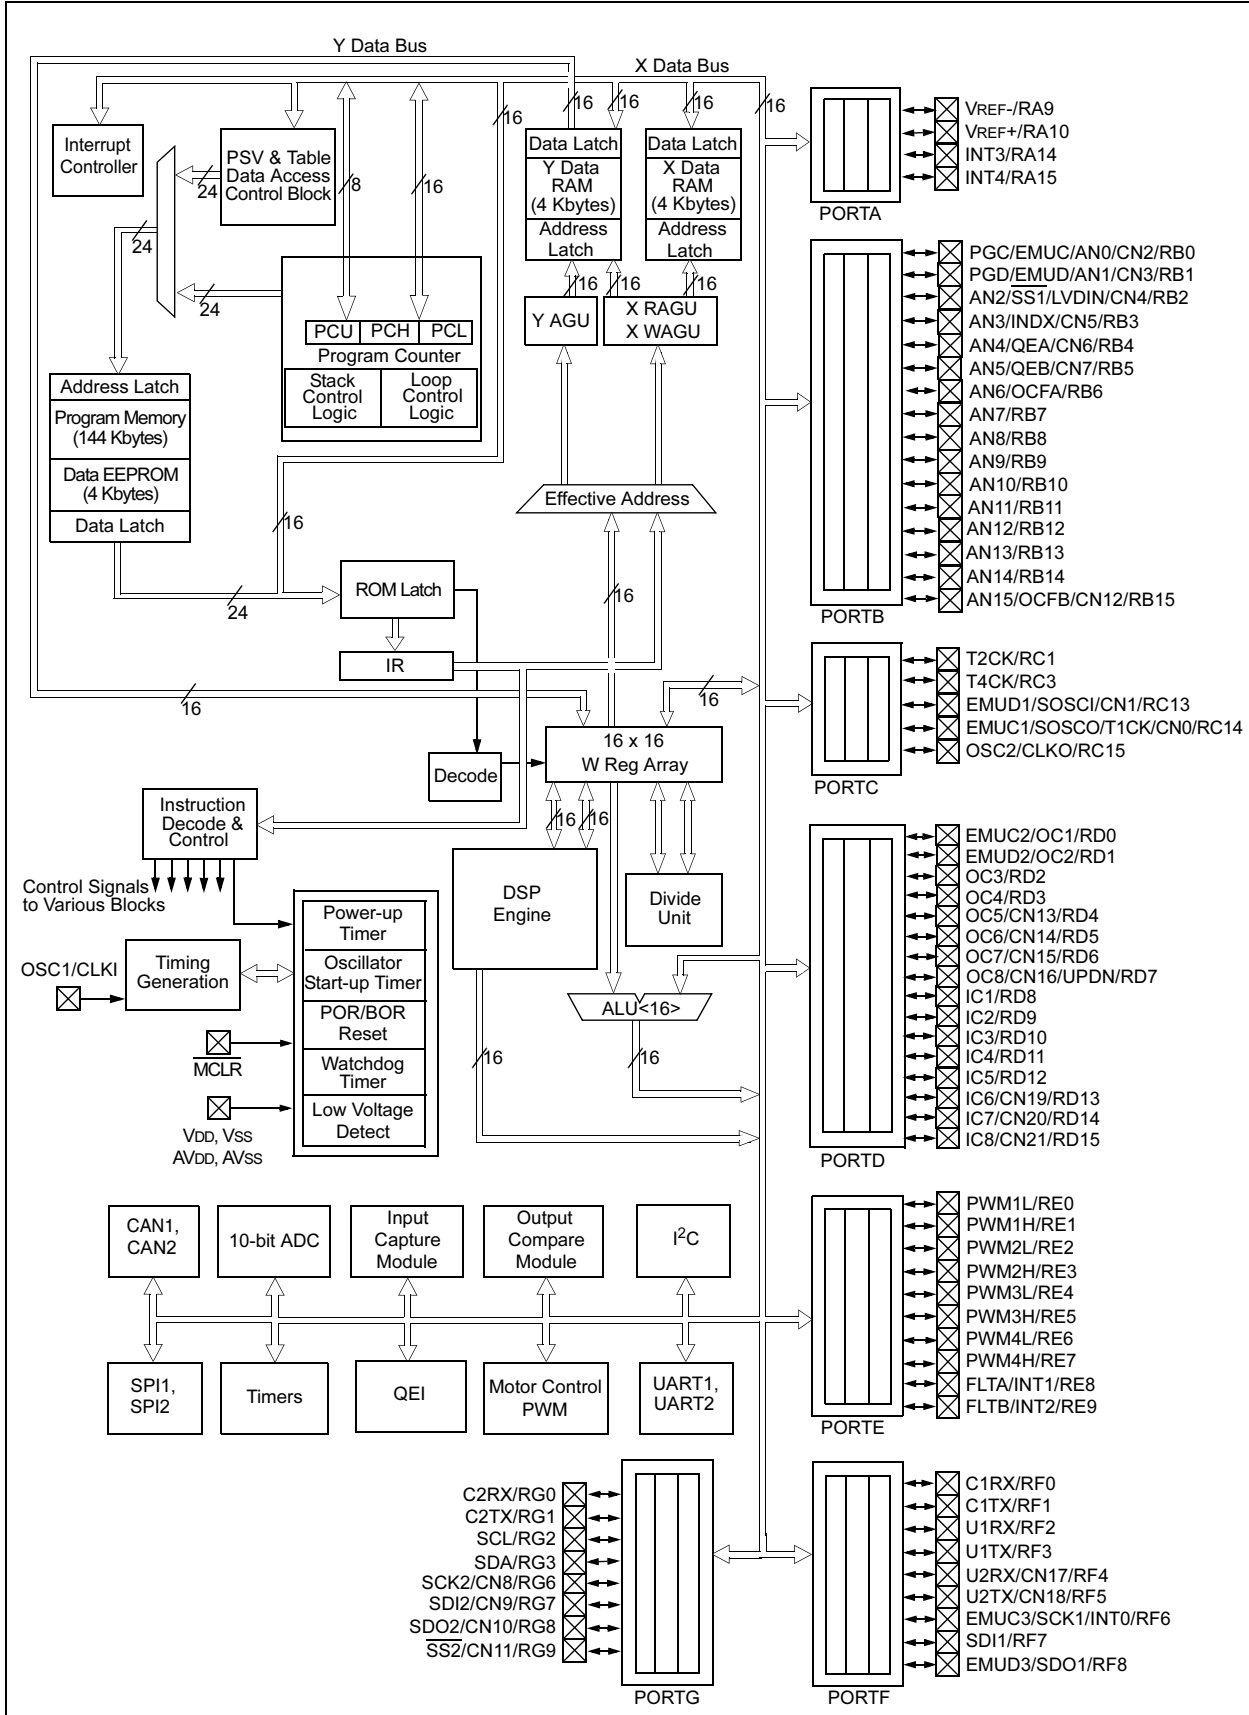 Y Data Bus
X Data Bus
16
16
16
16
16
Interrupt
Controller
PSV & Table
Data Access
Control Block
24
8
16
24
24
Data Latch
Y Data
RAM
(4 Kbytes)
Address
Latch
Data Latch
X Data
RAM
(4 Kbytes)
Address
Latch
16
16
16
Y AGU
X RAGU
X WAGU
PCU
PCH
PCL
Program Counter
Stack
Control
Logic
Loop
Control
Logic
Address Latch
Program Memory
(144 Kbytes)
Data EEPROM
(4 Kbytes)
Data Latch
Effective Address
16
24
ROM Latch
16
IR
16
16
16 x 16
W Reg Array
Decode
Instruction
Decode &
Control
16
16
Control Signals
to Various Blocks
DSP
Engine
Divide
Unit
Power-up
Timer
Oscillator
Start-up Timer
POR/BOR
Reset
Watchdog
Timer
Low Voltage
Detect
OSC1/CLKI
Timing
Generation
MCLR
VDD, VSS
AVDD, AVSS
ALU<16>
16
16
CAN1,
CAN2
10-bit ADC
Input
Capture
Module
Output
Compare
Module
I2C
SPI1,
SPI2
Timers
QEI
Motor Control
PWM
UART1,
UART2
VREF-/RA9
VREF+/RA10
INT3/RA14
INT4/RA15
PORTA
PGC/EMUC/AN0/CN2/RB0
PGD/EMUD/AN1/CN3/RB1
AN2/SS1/LVDIN/CN4/RB2
AN3/INDX/CN5/RB3
AN4/QEA/CN6/RB4
AN5/QEB/CN7/RB5
AN6/OCFA/RB6
AN7/RB7
AN8/RB8
AN9/RB9
AN10/RB10
AN11/RB11
AN12/RB12
AN13/RB13
AN14/RB14
AN15/OCFB/CN12/RB15
PORTB
T2CK/RC1
T4CK/RC3
EMUD1/SOSCI/CN1/RC13
EMUC1/SOSCO/T1CK/CN0/RC14
OSC2/CLKO/RC15
PORTC
EMUC2/OC1/RD0
EMUD2/OC2/RD1
OC3/RD2
OC4/RD3
OC5/CN13/RD4
OC6/CN14/RD5
OC7/CN15/RD6
OC8/CN16/UPDN/RD7
IC1/RD8
IC2/RD9
IC3/RD10
IC4/RD11
IC5/RD12
IC6/CN19/RD13
IC7/CN20/RD14
IC8/CN21/RD15
PORTD
PWM1L/RE0
PWM1H/RE1
PWM2L/RE2
PWM2H/RE3
PWM3L/RE4
PWM3H/RE5
PWM4L/RE6
PWM4H/RE7
FLTA/INT1/RE8
FLTB/INT2/RE9
PORTE
C2RX/RG0
C2TX/RG1
SCL/RG2
SDA/RG3
SCK2/CN8/RG6
SDI2/CN9/RG7
SDO2/CN10/RG8
SS2/CN11/RG9
PORTG
C1RX/RF0
C1TX/RF1
U1RX/RF2
U1TX/RF3
U2RX/CN17/RF4
U2TX/CN18/RF5
EMUC3/SCK1/INT0/RF6
SDI1/RF7
EMUD3/SDO1/RF8
PORTF